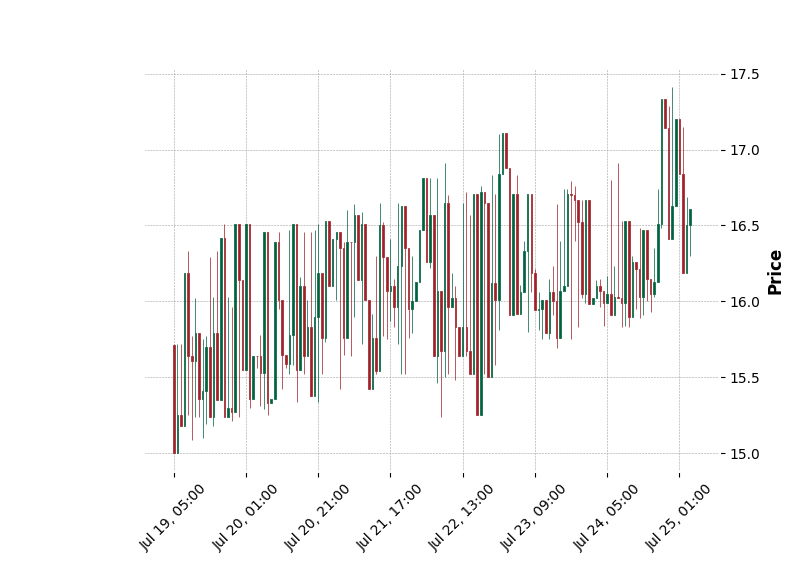 17.5
17.0
16.5
16.0
15.5
15.0
Price
Jul 19, 05:00
Jul 20, 01:00
Jul 20, 21:00
Jul 21, 17:00
Jul 22, 13:00
Jul 23, 09:00
Jul 24, 05:00
Jul 25, 01:00